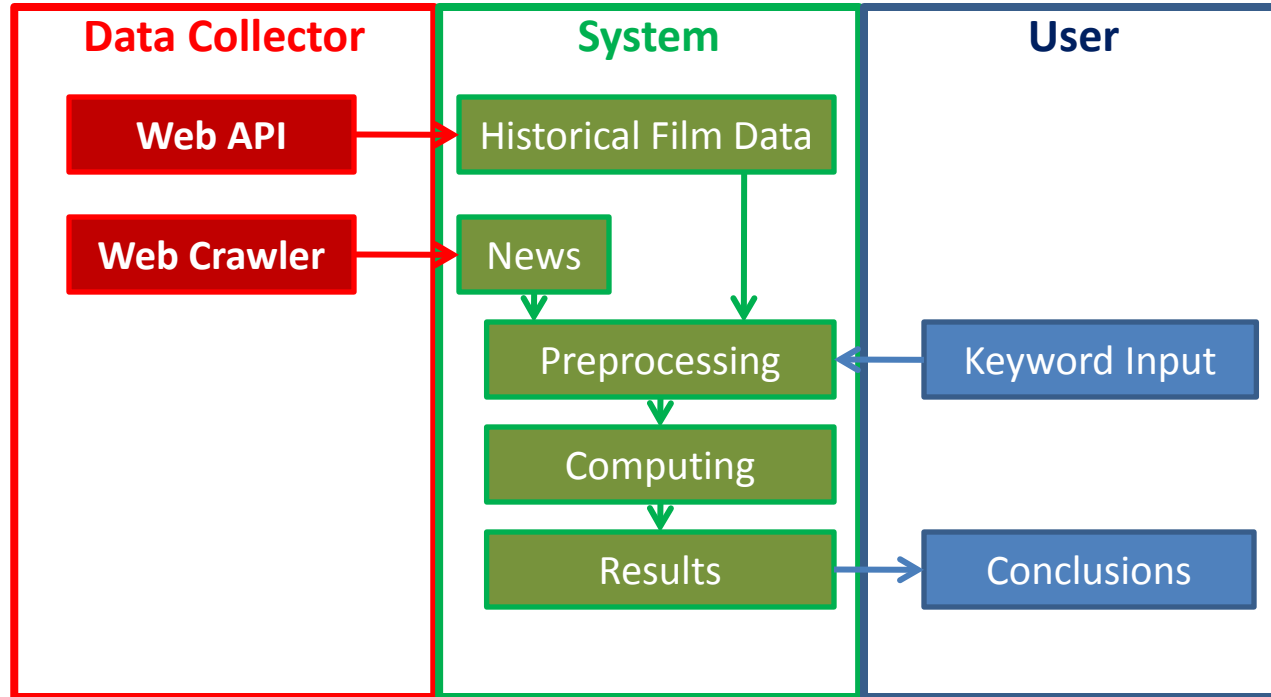 Data Collector
System
User
Web API
Historical Film Data
Web Crawler
News
Preprocessing
Keyword Input
Computing
Results
Conclusions